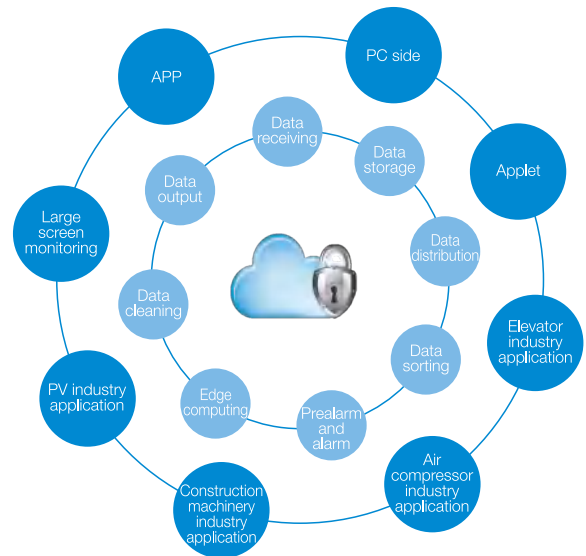 APP
PC side
Applet
Elevator
industry
application
Air
compressor
industry
application
Construction
machinery
industry
application
PV industry
application
Large
screen
monitoring
Data
receiving
Data
storage
Data
distribution
Data
sorting
Prealarm
and
alarm
Edge
computing
Data
cleaning
Data
output